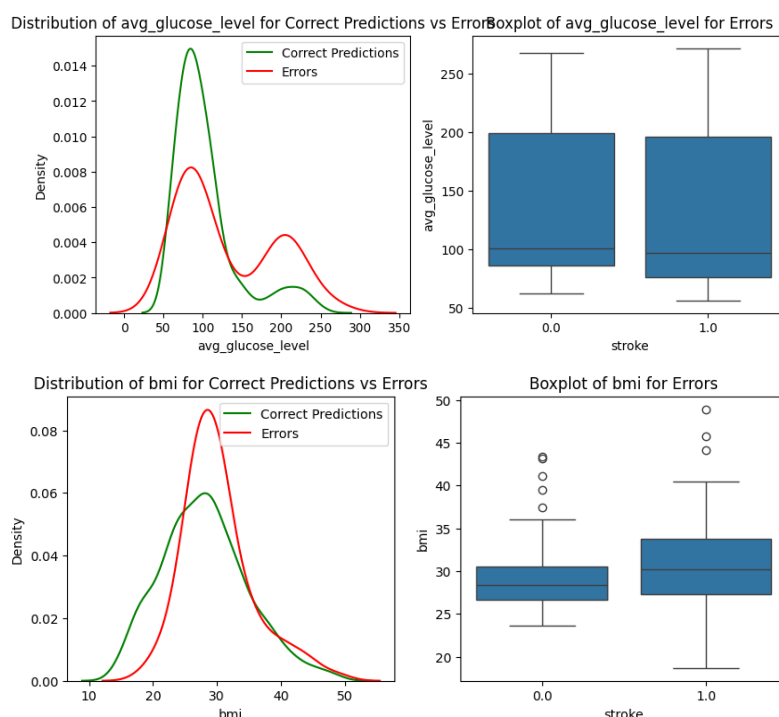 Distribution of avg_glucose_level for Correct Predictions vs Errors
Correct Predictions
Errors
0.014
0.012
0.010
0.008
0.006
0.004
0.002
0.000
Density
0
50
100
150
200
250
300
350
avg_glucose_level
Boxplot of avg_glucose_level for Errors
250
200
150
100
50
avg_glucose_level
0.0
1.0
stroke
Distribution of bmi for Correct Predictions vs Errors
Correct Predictions
Errors
0.08
0.06
0.04
0.02
0.00
Density
10
20
30
40
50
bmi
Boxplot of bmi for Errors
50
45
40
35
30
25
20
bmi
0.0
1.0
stroke